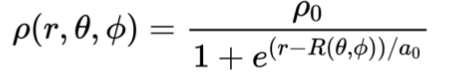 ρ(r, θ, ϕ) = ρ₀ / (1 + e^{(r−R(θ,ϕ))/a₀})